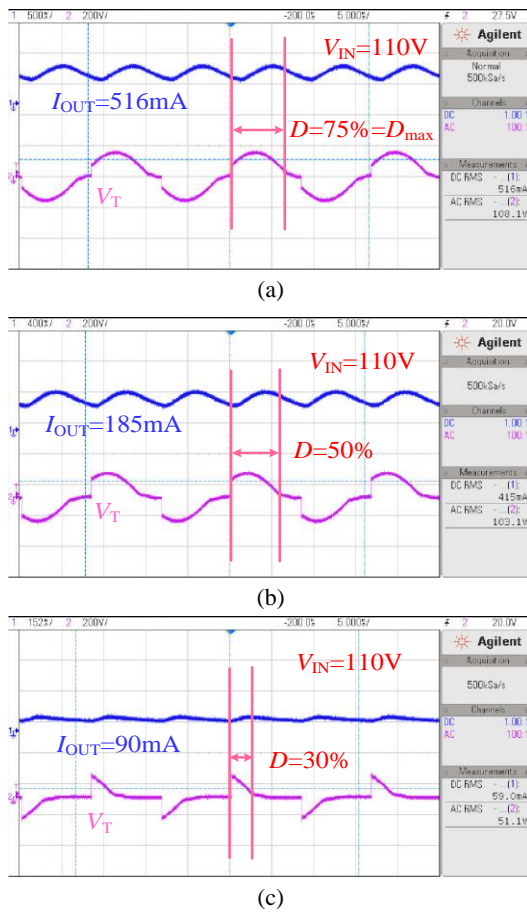 (a)
1 500%/ 2 200V/ -200.0s 5.000s/ 2 27.5V
Agilent
Acquisition
Normal
500kSa/s
Channels
DC 1.00:1
AC 100:1
Measurements
DC RMS - ...(1):
516mA
AC RMS - ...(2):
108.1V
VIN=110V
IOUT=516mA
D=75%=Dmax
VT
(a)
1 400%/ 2 200V/ -200.0s 5.000s/ 2 20.0V
Agilent
Acquisition
500kSa/s
Channels
DC 1.00:1
AC 100:1
Measurements
DC RMS - ...(1):
415mA
AC RMS - ...(2):
103.1V
VIN=110V
IOUT=185mA
D=50%
VT
(b)
1 152%/ 2 200V/ -200.0s 5.000s/ 2 20.0V
Agilent
Acquisition
500kSa/s
Channels
DC 1.00:1
AC 100:1
Measurements
DC RMS - ...(1):
59.0mA
AC RMS - ...(2):
51.1V
VIN=110V
IOUT=90mA
D=30%
VT
(c)